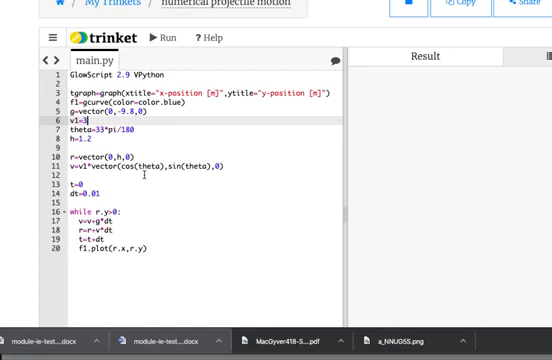 My Trinkets
numerical projectile motion
Copy
Share
trinket
Run
? Help
main.py
Result
1 GlowScript 2.9 VPython
2
3 tgraph=graph(xtitle="x-position [m]",ytitle="y-position [m]")
4 f1=gcurve(color=color.blue)
5 g=vector(0,-9.8,0)
6 v1=3
7 theta=33*pi/180
8 h=1.2
9
10 r=vector(0,h,0)
11 v=v1*vector(cos(theta),sin(theta),0)
12
13 t=0
14 dt=0.01
15
16 while r.y>0:
17 v=v+g*dt
18 r=r+v*dt
19 t=t+dt
20 f1.plot(r.x,r.y)
module-ie-test....docx
module-ie-test....docx
MacGyver418-S....pdf
a_NNUG5S.png